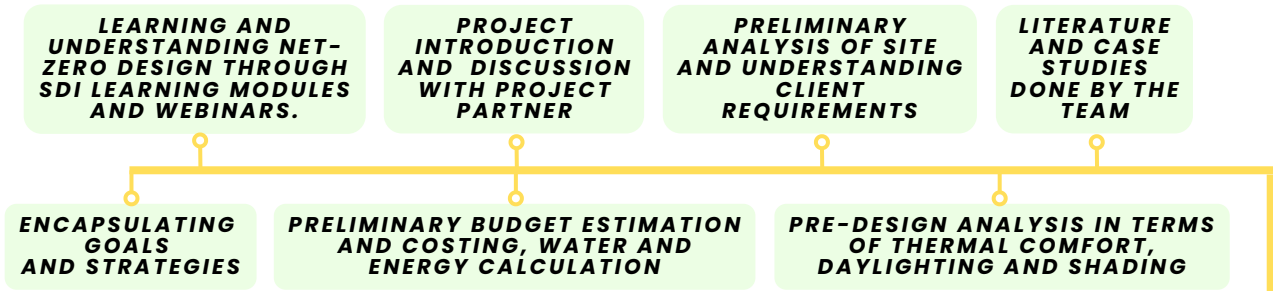 LEARNING AND
UNDERSTANDING NET-
ZERO DESIGN THROUGH
SDI LEARNING MODULES
AND WEBINARS.
PROJECT
INTRODUCTION
AND DISCUSSION
WITH PROJECT
PARTNER
PRELIMINARY
ANALYSIS OF SITE
AND UNDERSTANDING
CLIENT
REQUIREMENTS
LITERATURE
AND CASE
STUDIES
DONE BY THE
TEAM
ENCAPSULATING
GOALS
AND STRATEGIES
PRELIMINARY BUDGET ESTIMATION
AND COSTING, WATER AND
ENERGY CALCULATION
PRE-DESIGN ANALYSIS IN TERMS
OF THERMAL COMFORT,
DAYLIGHTING AND SHADING